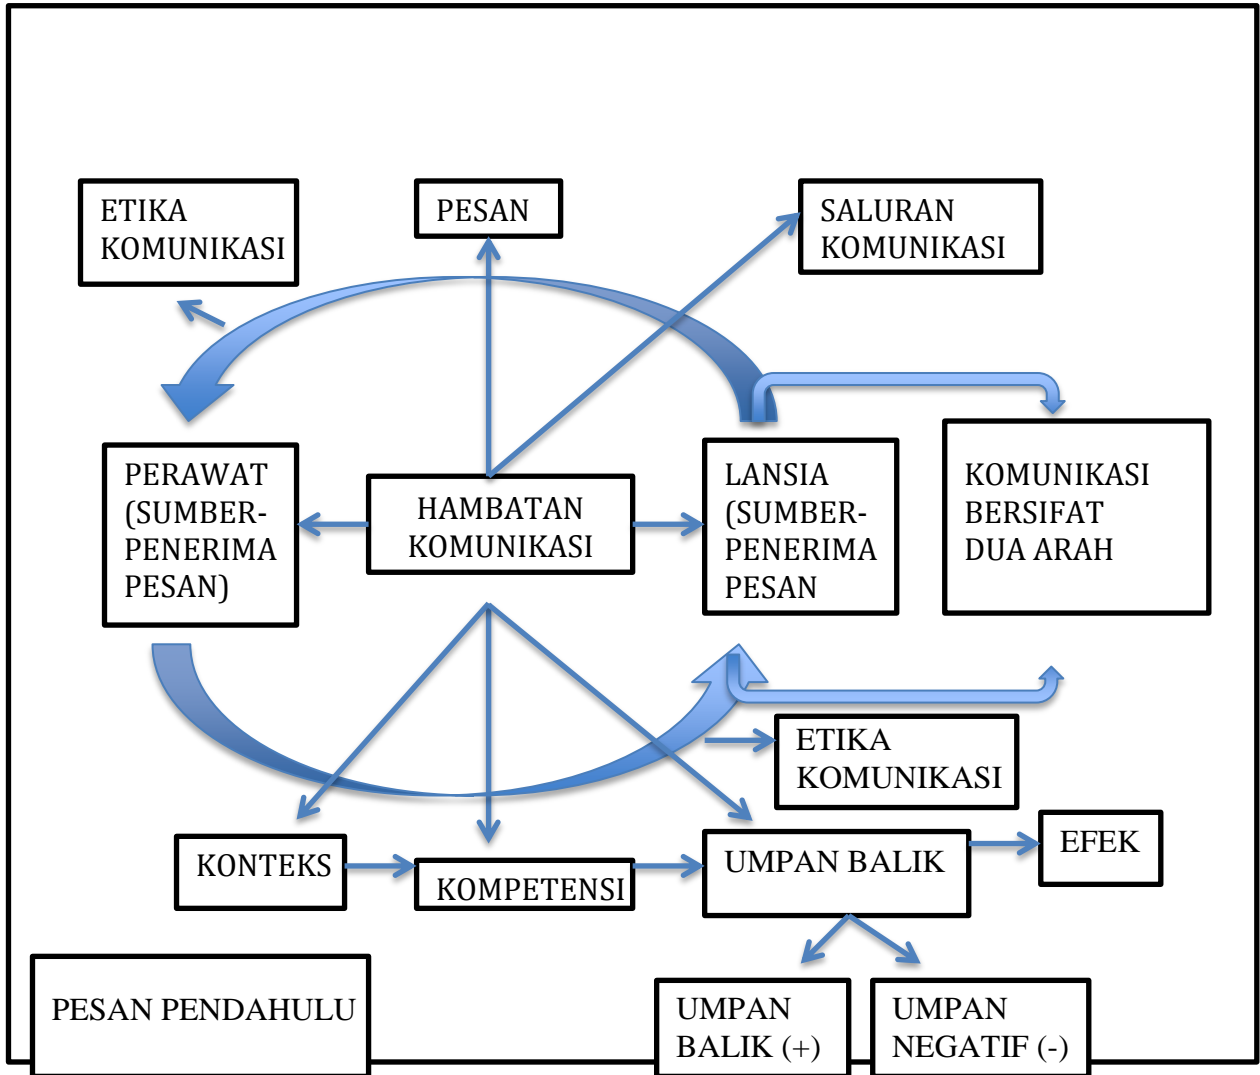 ETIKA
KOMUNIKASI
PESAN
SALURAN
KOMUNIKASI
PERAWAT
(SUMBER-
PENERIMA
PESAN)
HAMBATAN
KOMUNIKASI
LANSIA
(SUMBER-
PENERIMA
PESAN
KOMUNIKASI
BERSIFAT
DUA ARAH
ETIKA
KOMUNIKASI
KONTEKS
KOMPETENSI
UMPAN BALIK
EFEK
PESAN PENDAHULU
UMPAN
BALIK (+)
UMPAN
NEGATIF (-)